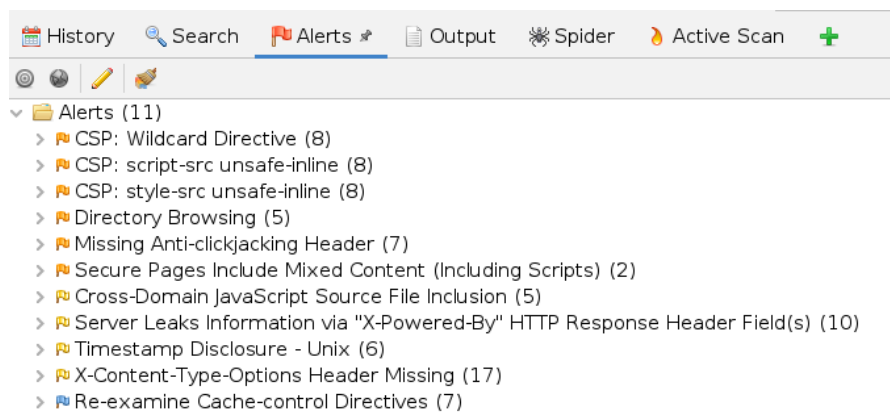 History Search Alerts Output Spider Active Scan
Alerts (11)
CSP: Wildcard Directive (8)
CSP: script-src unsafe-inline (8)
CSP: style-src unsafe-inline (8)
Directory Browsing (5)
Missing Anti-clickjacking Header (7)
Secure Pages Include Mixed Content (Including Scripts) (2)
Cross-Domain JavaScript Source File Inclusion (5)
Server Leaks Information via "X-Powered-By" HTTP Response Header Field(s) (10)
Timestamp Disclosure - Unix (6)
X-Content-Type-Options Header Missing (17)
Re-examine Cache-control Directives (7)